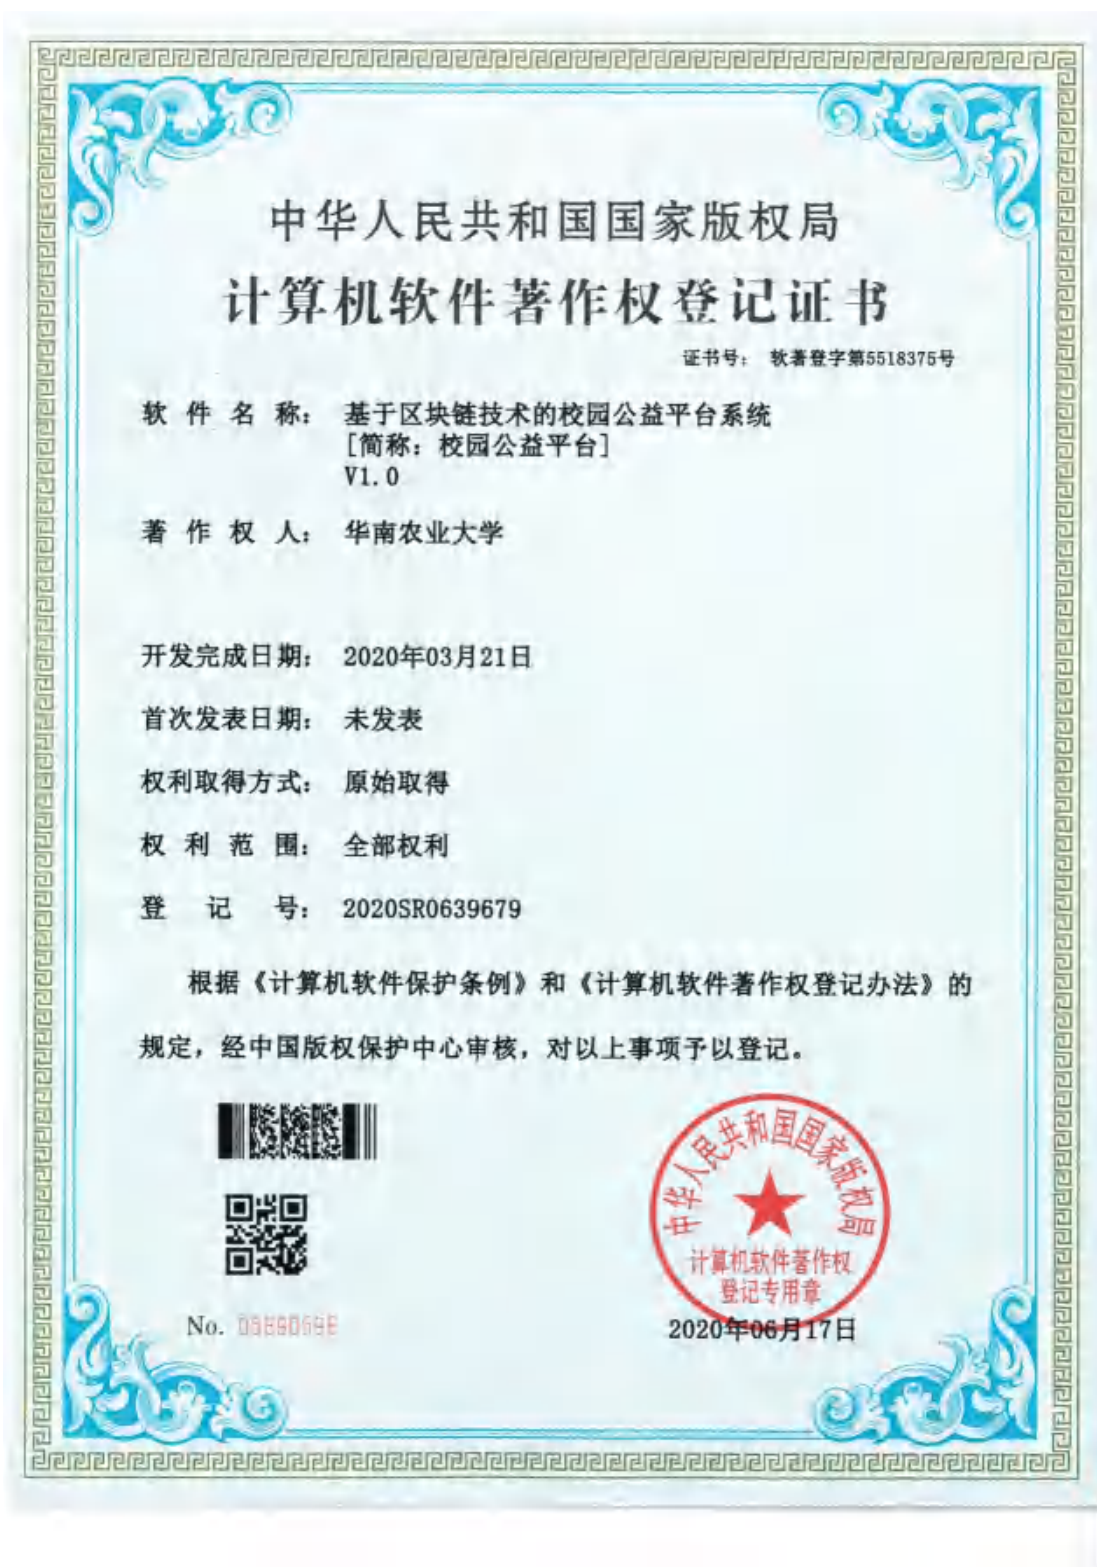 中华人民共和国国家版权局
计算机软件著作权登记证书
证书号： 软著登字第5518375号
软件名称： 基于区块链技术的校园公益平台系统
[简称：校园公益平台]
V1.0
著作权人： 华南农业大学
开发完成日期： 2020年03月21日
首次发表日期： 未发表
权利取得方式： 原始取得
权利范围： 全部权利
登记号： 2020SR0639679
根据《计算机软件保护条例》和《计算机软件著作权登记办法》的
规定，经中国版权保护中心审核，对以上事项予以登记。
中华人民共和国国家版权局
计算机软件著作权
登记专用章
No.
2020年06月17日